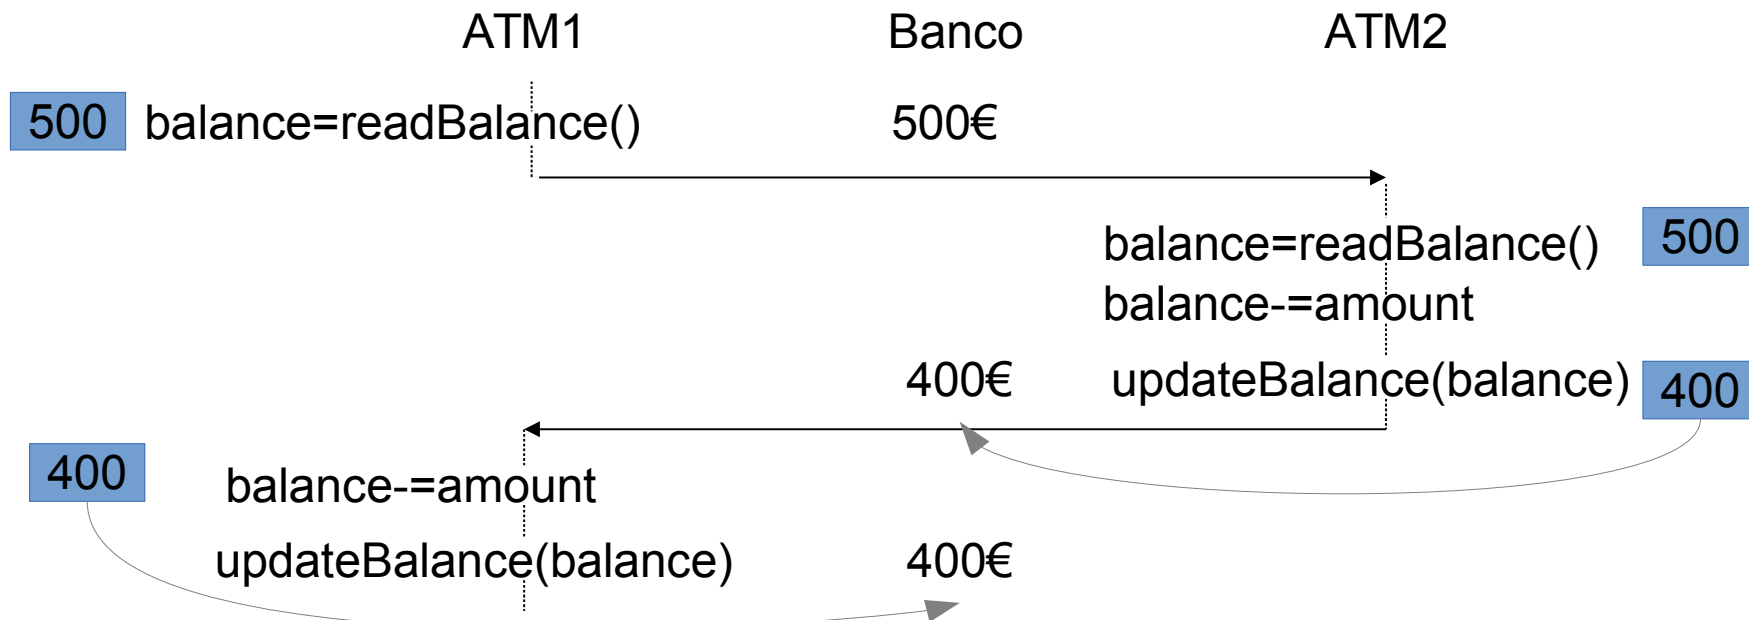 ATM1 Banco ATM2
500 balance=readBalance() 500€
balance=readBalance() 500
balance-=amount
400€ updateBalance(balance) 400
400 balance-=amount
updateBalance(balance) 400€